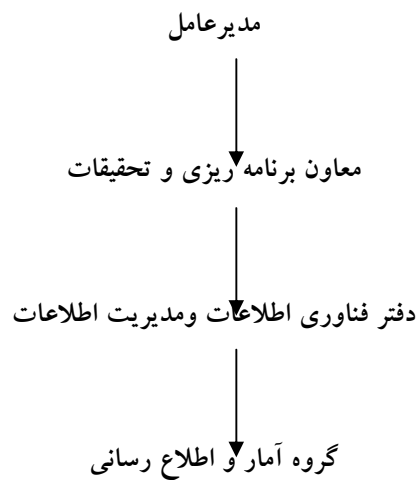 مدیرعامل
معاون برنامه ریزی و تحقیقات
دفتر فناوری اطلاعات ومدیریت اطلاعات
گروه آمار و اطلاع رسانی